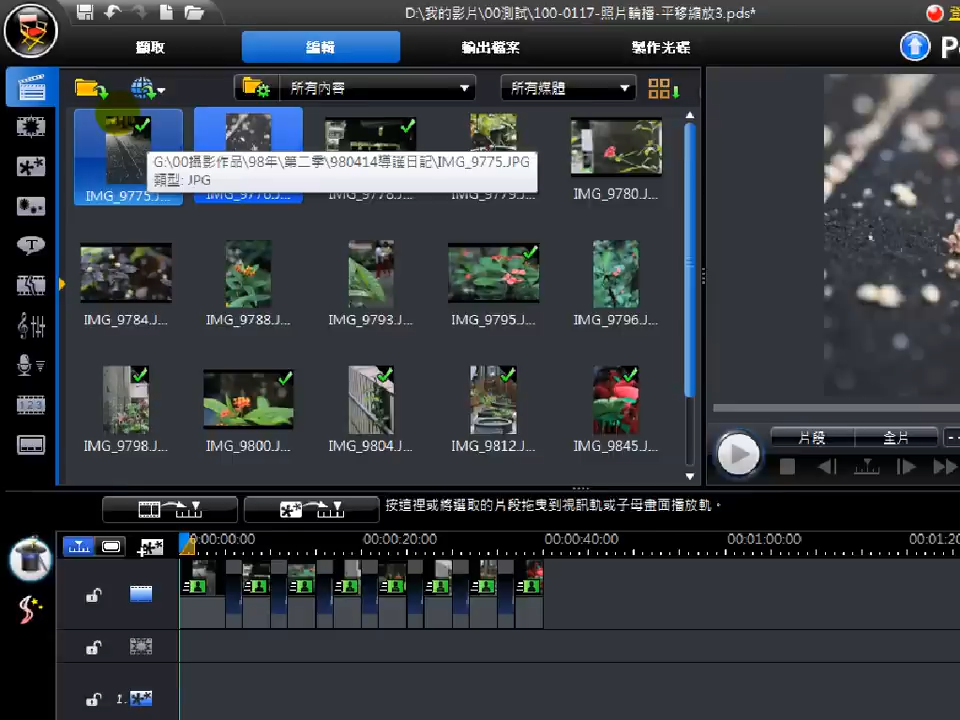 D:\我的影片\00測試\100-0117-照片輪播-平移縮放3.pds*
擷取
編輯
輸出檔案
製作光碟
所有內容
所有媒體
G:\00攝影作品\98年\第二季\980414導護日記\IMG_9775.JPG
類型: JPG
IMG_9775.J...
IMG_9780.J...
IMG_9784.J...
IMG_9788.J...
IMG_9793.J...
IMG_9795.J...
IMG_9796.J...
IMG_9798.J...
IMG_9800.J...
IMG_9804.J...
IMG_9812.J...
IMG_9845.J...
片段
全片
按這裡或將選取的片段拖曳到視訊軌或子母畫面播放軌。
0:00:00:00
00:00:20:00
00:00:40:00
00:01:00:00
00:01:20
1.